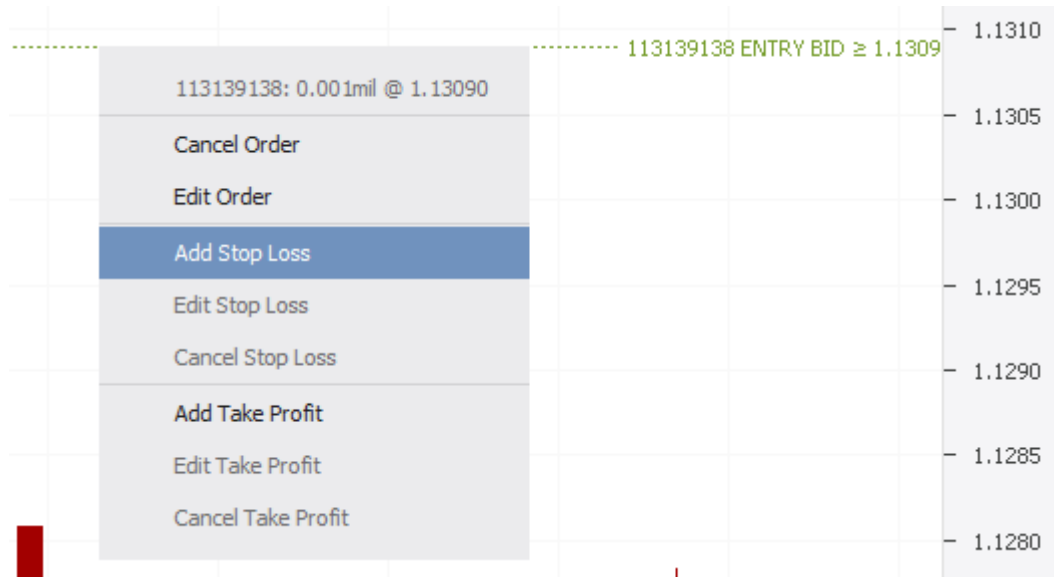 1.1310
113139138 ENTRY BID ≥ 1.1309
113139138: 0.001mil @ 1.13090
1.1305
Cancel Order
Edit Order
1.1300
Add Stop Loss
1.1295
Edit Stop Loss
Cancel Stop Loss
1.1290
Add Take Profit
1.1285
Edit Take Profit
Cancel Take Profit
1.1280